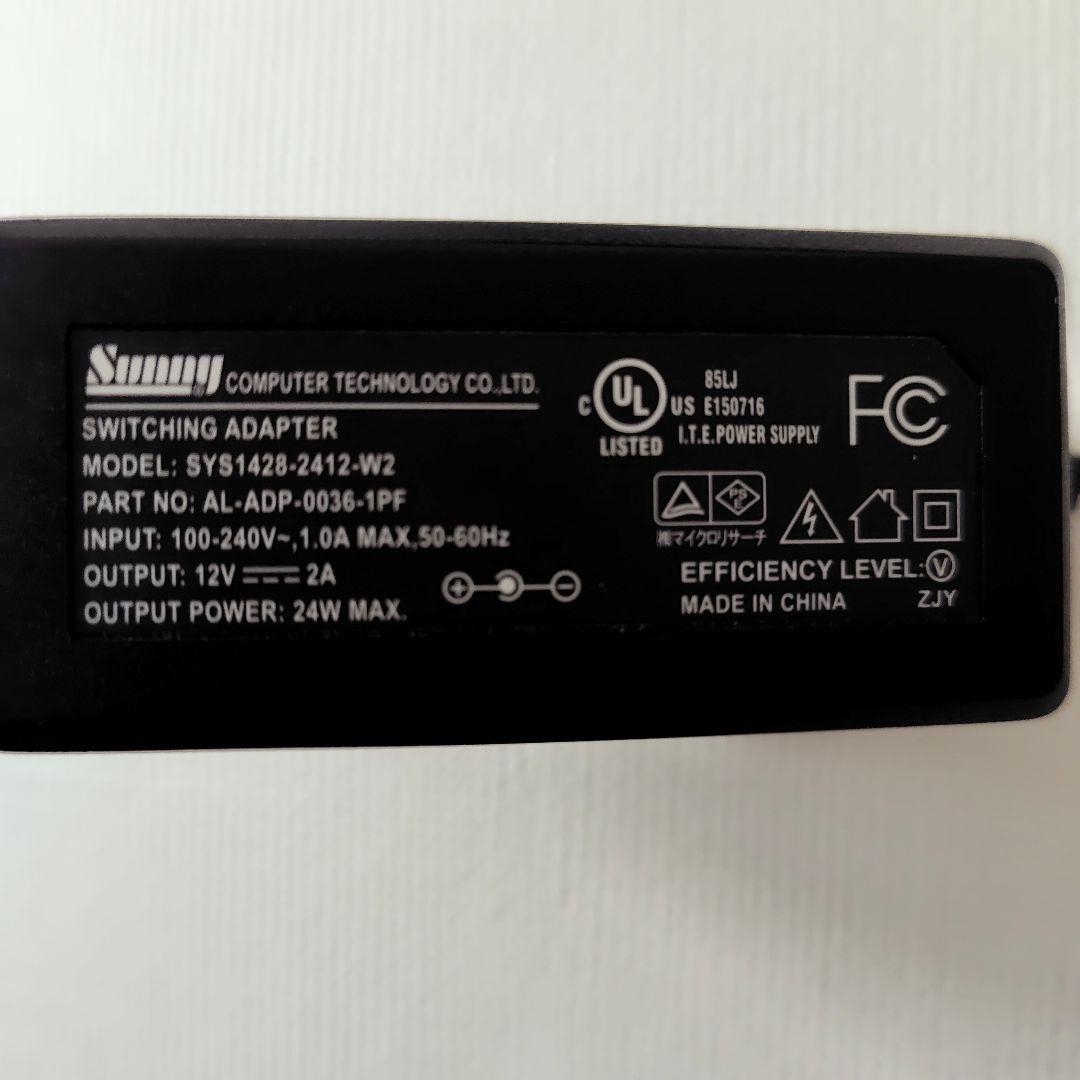 Sunny COMPUTER TECHNOLOGY CO.,LTD.
SWITCHING ADAPTER
MODEL: SYS1428-2412-W2
PART NO: AL-ADP-0036-1PF
INPUT: 100-240V~,1.0A MAX,50-60Hz
OUTPUT: 12V 2A
OUTPUT POWER: 24W MAX.
C UL US
LISTED
85LJ
E150716
I.T.E.POWER SUPPLY
FC
PS
E
㈱マイクロリサーチ
EFFICIENCY LEVEL:Ⓥ
MADE IN CHINA ZJY